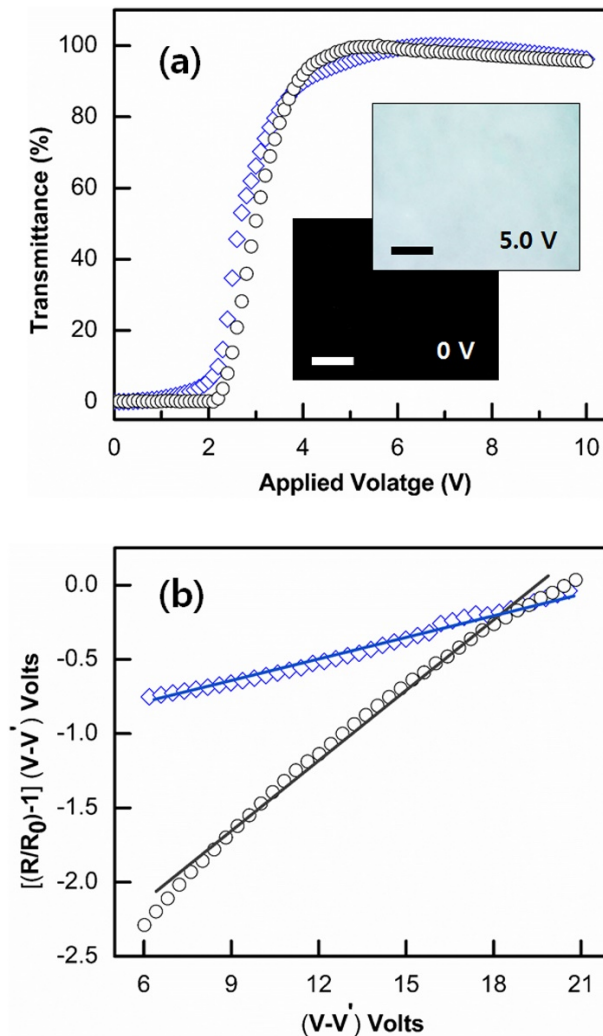 (a)
100
80
60
40
20
0
Transmittance (%)
5.0 V
0 V
0 2 4 6 8 10
Applied Volatge (V)
(b)
0.0
-0.5
-1.0
-1.5
-2.0
-2.5
[(R/R0)-1] (V-V') Volts
6 9 12 15 18 21
(V-V') Volts